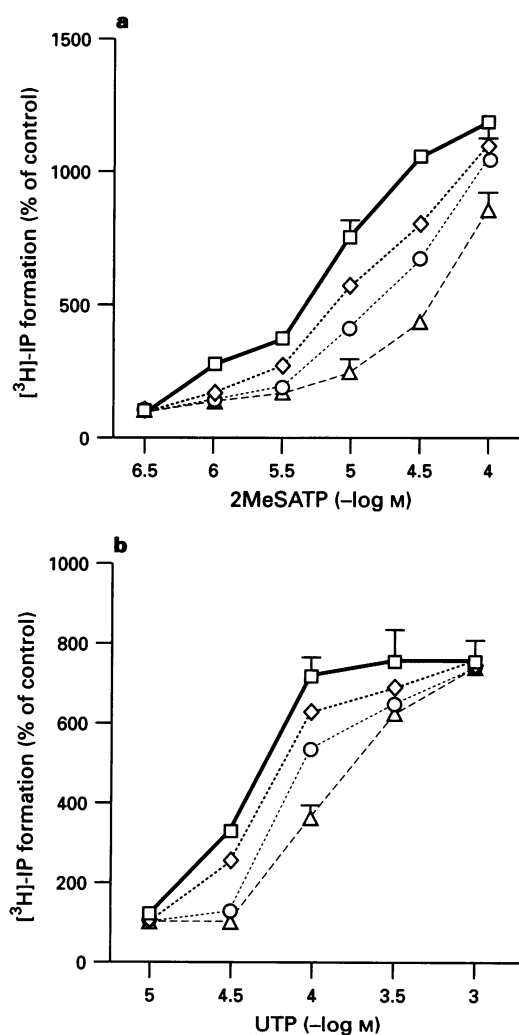 a
1500
1000
500
0
[³H]-IP formation (% of control)
6.5 6 5.5 5 4.5 4
2MeSATP (–log M)
b
1000
800
600
400
200
0
[³H]-IP formation (% of control)
5 4.5 4 3.5 3
UTP (–log M)